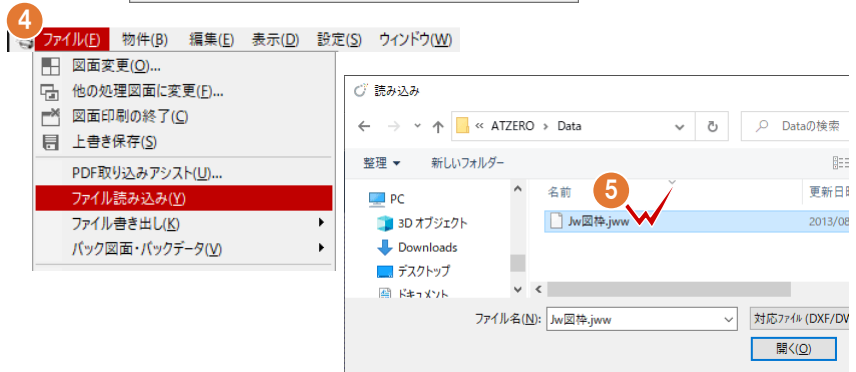 4
ファイル(F) 物件(B) 編集(E) 表示(D) 設定(S) ウィンドウ(W)
図面変更(O)...
他の処理図面に変更(F)...
図面印刷の終了(C)
上書き保存(S)
PDF取り込みアシスト(U)...
ファイル読み込み(Y)
ファイル書き出し(K)
バック図面・バックデータ(V)
読み込み
« ATZERO › Data
Dataの検索
整理 新しいフォルダー
PC
3D オブジェクト
Downloads
デスクトップ
ドキュメント
名前 5 更新日時
Jw図枠.jww 2013/08
ファイル名(N): Jw図枠.jww 対応ファイル (DXF/DW
開く(O)